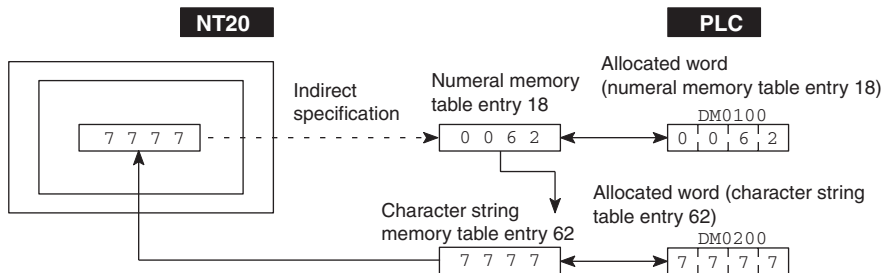 NT20
PLC
Indirect
specification
Numeral memory
table entry 18
Allocated word
(numeral memory table entry 18)
DM0100
7 7 7 7
0 0 6 2
0 0 6 2
Character string
memory table entry 62
Allocated word (character string
table entry 62)
DM0200
7 7 7 7
7 7 7 7